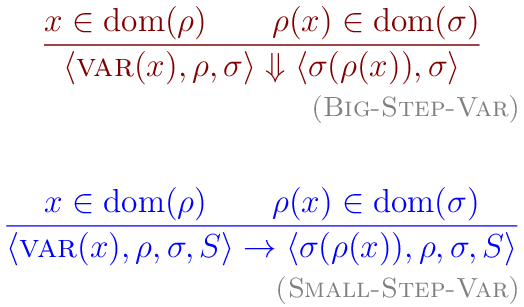 x ∈ dom(ρ) ρ(x) ∈ dom(σ)
⟨VAR(x), ρ, σ⟩ ⇓ ⟨σ(ρ(x)), σ⟩
(BIG-STEP-VAR)
x ∈ dom(ρ) ρ(x) ∈ dom(σ)
⟨VAR(x), ρ, σ, S⟩ → ⟨σ(ρ(x)), ρ, σ, S⟩
(SMALL-STEP-VAR)